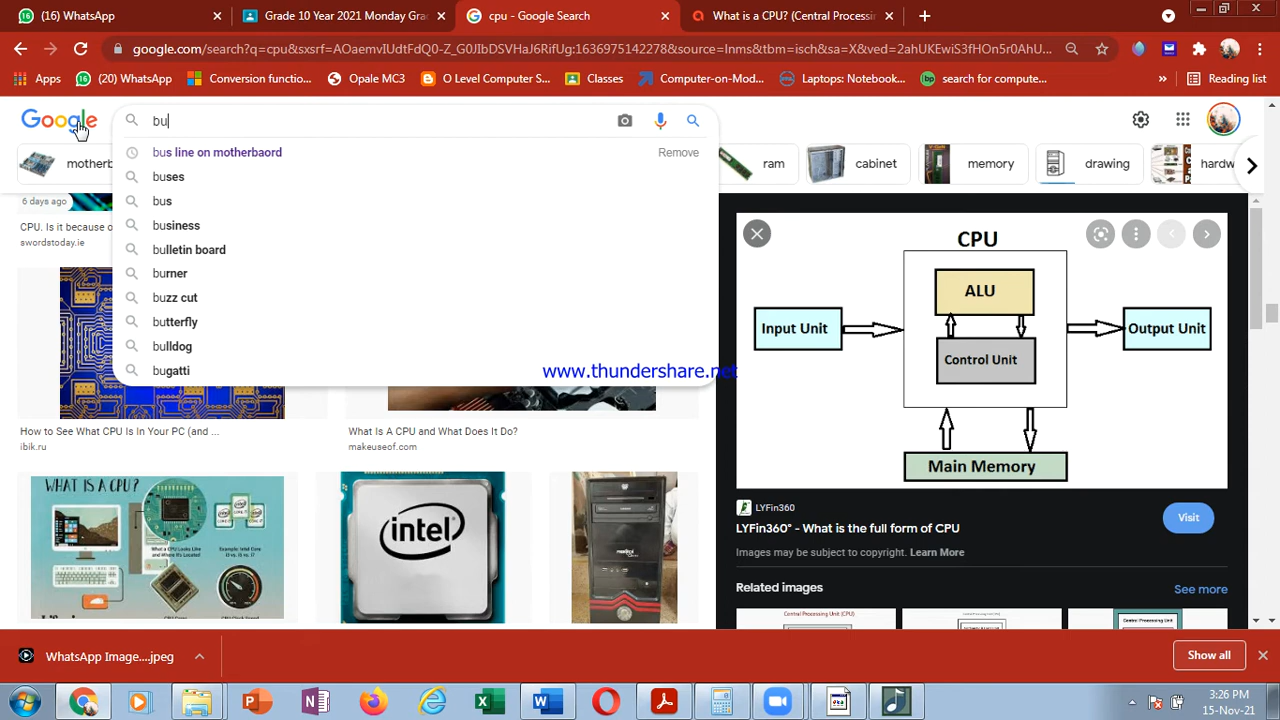 (16) WhatsApp
Grade 10 Year 2021 Monday Gra
cpu - Google Search
What is a CPU? (Central Processin
google.com/search?q=cpu&sxsrf=AOaemvIUdtFdQ0-Z_G0JIbDSVHaJ6RifUg:1636975142278&source=lnms&tbm=isch&sa=X&ved=2ahUKEwiS3fHOn5r0AhU...
Apps
(20) WhatsApp
Conversion functio...
Opale MC3
O Level Computer S...
Classes
Computer-on-Mod...
Laptops: Notebook...
search for compute...
Reading list
Google
bu
motherb
bus line on motherbaord
Remove
buses
bus
business
bulletin board
burner
buzz cut
butterfly
bulldog
bugatti
ram
cabinet
memory
drawing
hardw
6 days ago
CPU. Is it because o
swordstoday.ie
www.thundershare.net
CPU
ALU
Input Unit
Control Unit
Output Unit
Main Memory
How to See What CPU Is In Your PC (and ...
ibik.ru
What Is A CPU and What Does It Do?
makeuseof.com
WHAT IS A CPU?
intel
LYFin360
LYFin360° - What is the full form of CPU
Visit
Images may be subject to copyright. Learn More
Related images
See more
Central Processing Unit (CPU)
WhatsApp Image....jpeg
Show all
3:26 PM
15-Nov-21